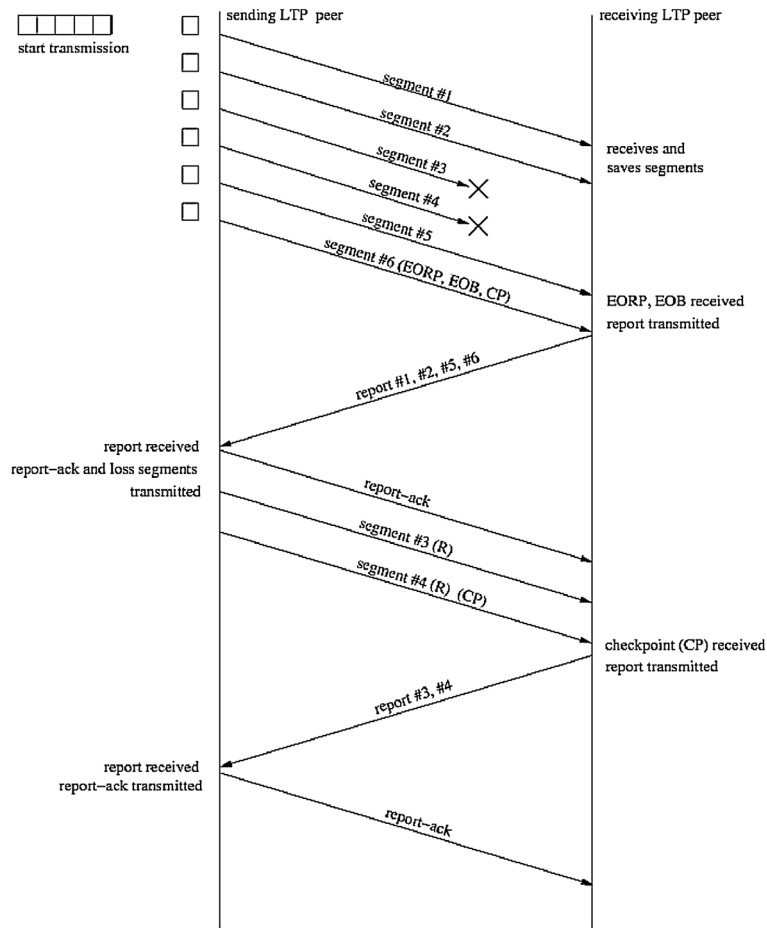 sending LTP peer
receiving LTP peer
start transmission
segment #1
segment #2
receives and
saves segments
segment #3
segment #4
segment #5
segment #6 (EORP, EOB, CP)
EORP, EOB received
report transmitted
report #1, #2, #5, #6
report received
report-ack and loss segments
transmitted
report-ack
segment #3 (R)
segment #4 (R) (CP)
checkpoint (CP) received
report transmitted
report #3, #4
report received
report-ack transmitted
report-ack